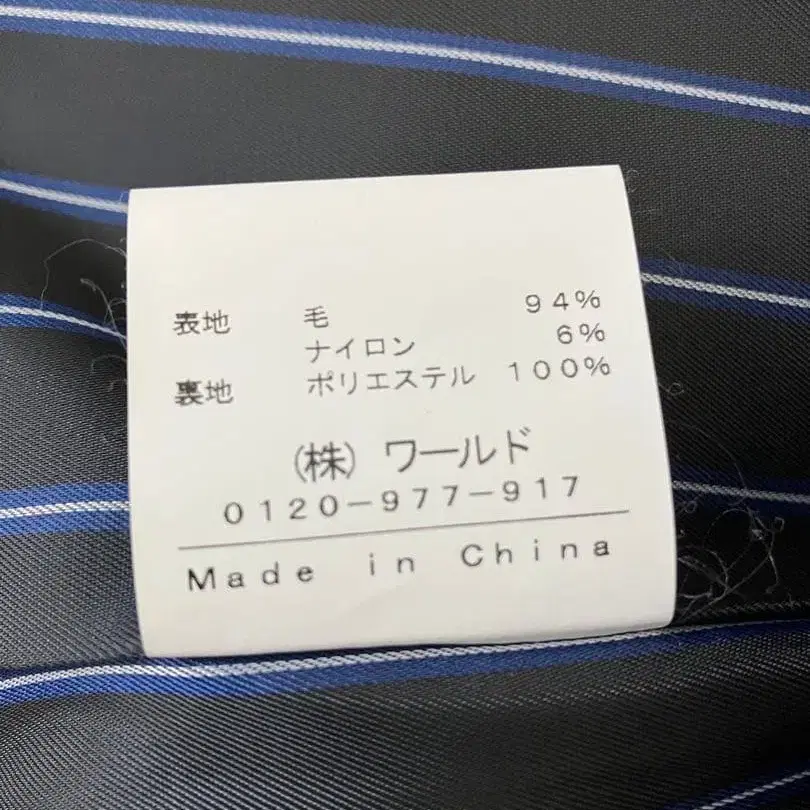 表地 毛 94%
ナイロン 6%
裏地 ポリエステル 100%
(株) ワールド
0120-977-917
Made in China